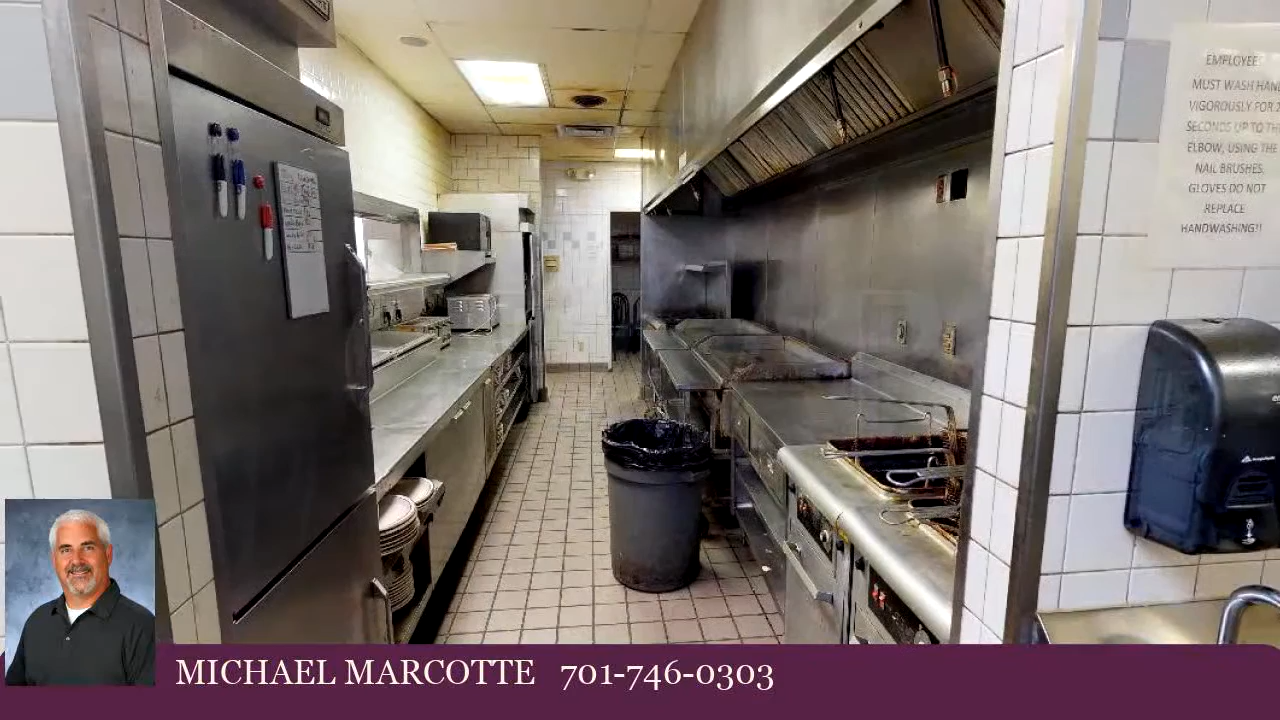 EMPLOYEE
MUST WASH HAN
VIGOROUSLY FOR 2
SECONDS UP TO TH
ELBOW, USING THE
NAIL BRUSHES.
GLOVES DO NOT
REPLACE
HANDWASHING!!
MICHAEL MARCOTTE 701-746-0303